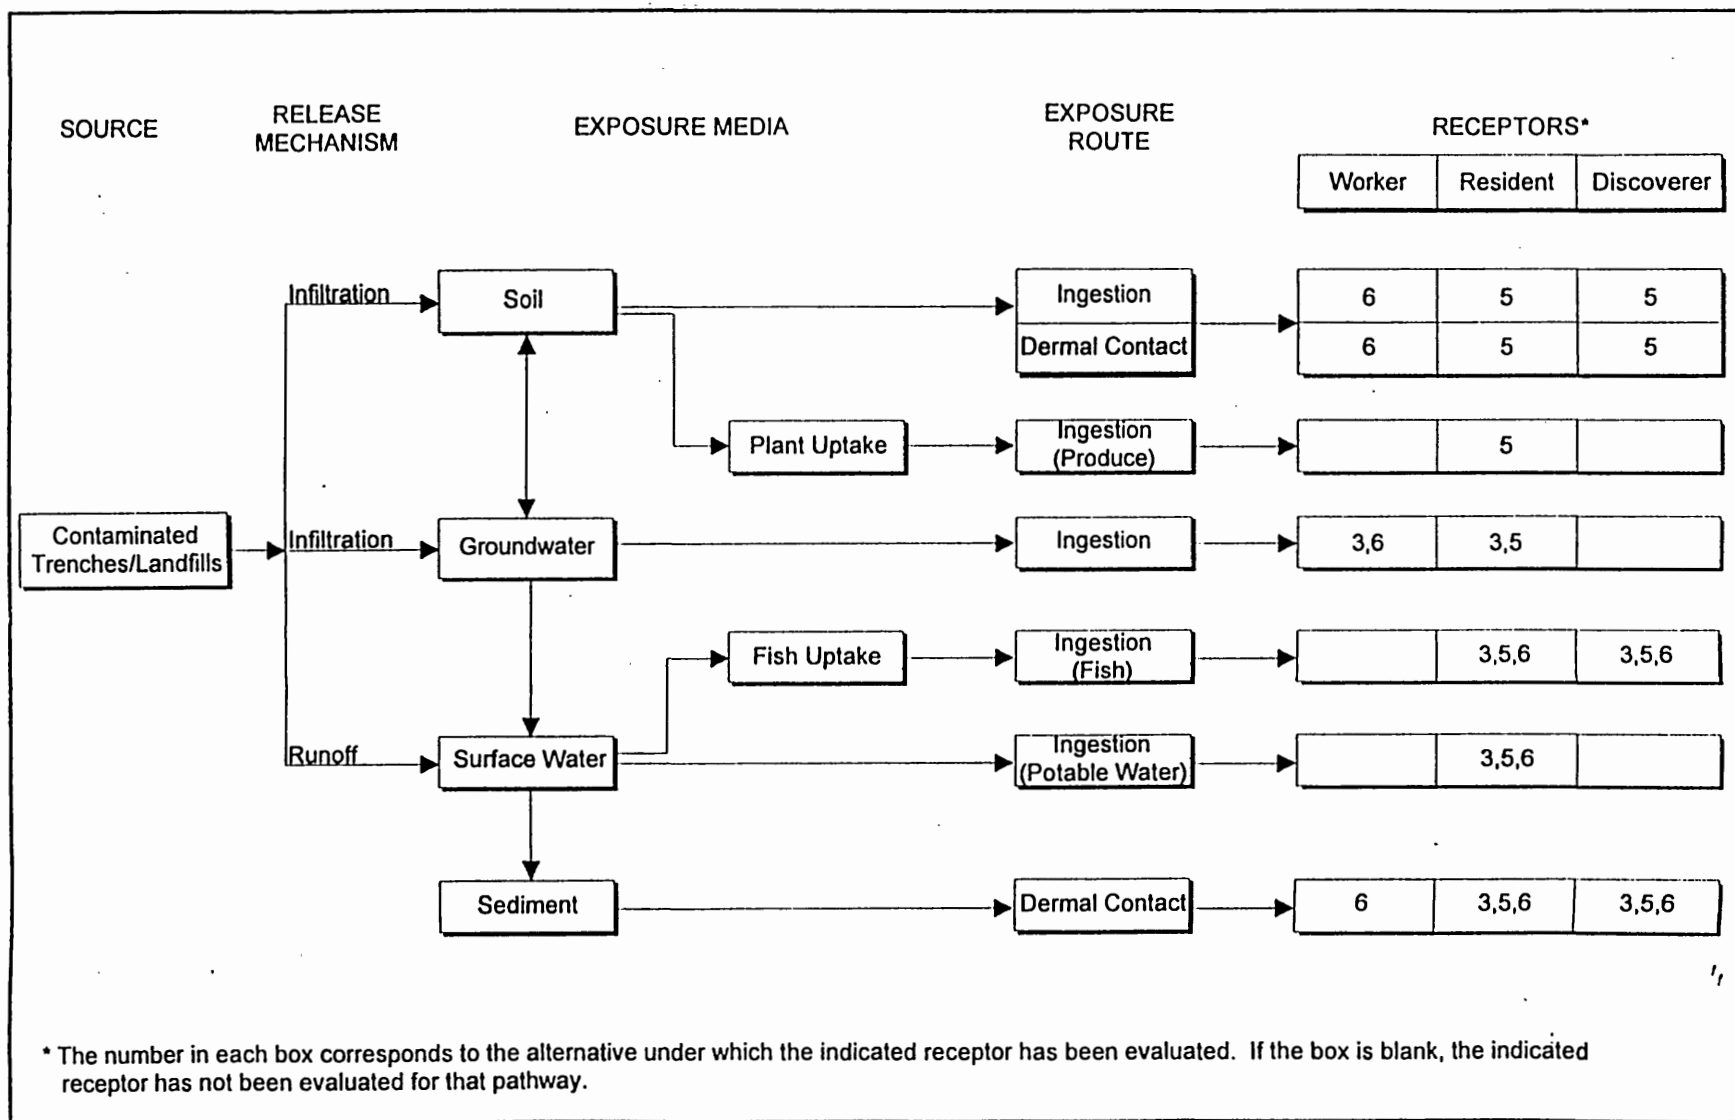 SOURCE
RELEASE
MECHANISM
EXPOSURE MEDIA
EXPOSURE
ROUTE
RECEPTORS*
Worker Resident Discoverer
Infiltration
Soil
Ingestion
6 5 5
Dermal Contact
6 5 5
Plant Uptake
Ingestion
(Produce)
5
Contaminated
Trenches/Landfills
Infiltration
Groundwater
Ingestion
3,6 3,5
Fish Uptake
Ingestion
(Fish)
3,5,6 3,5,6
Runoff
Surface Water
Ingestion
(Potable Water)
3,5,6
Sediment
Dermal Contact
6 3,5,6 3,5,6
* The number in each box corresponds to the alternative under which the indicated receptor has been evaluated. If the box is blank, the indicated
receptor has not been evaluated for that pathway.